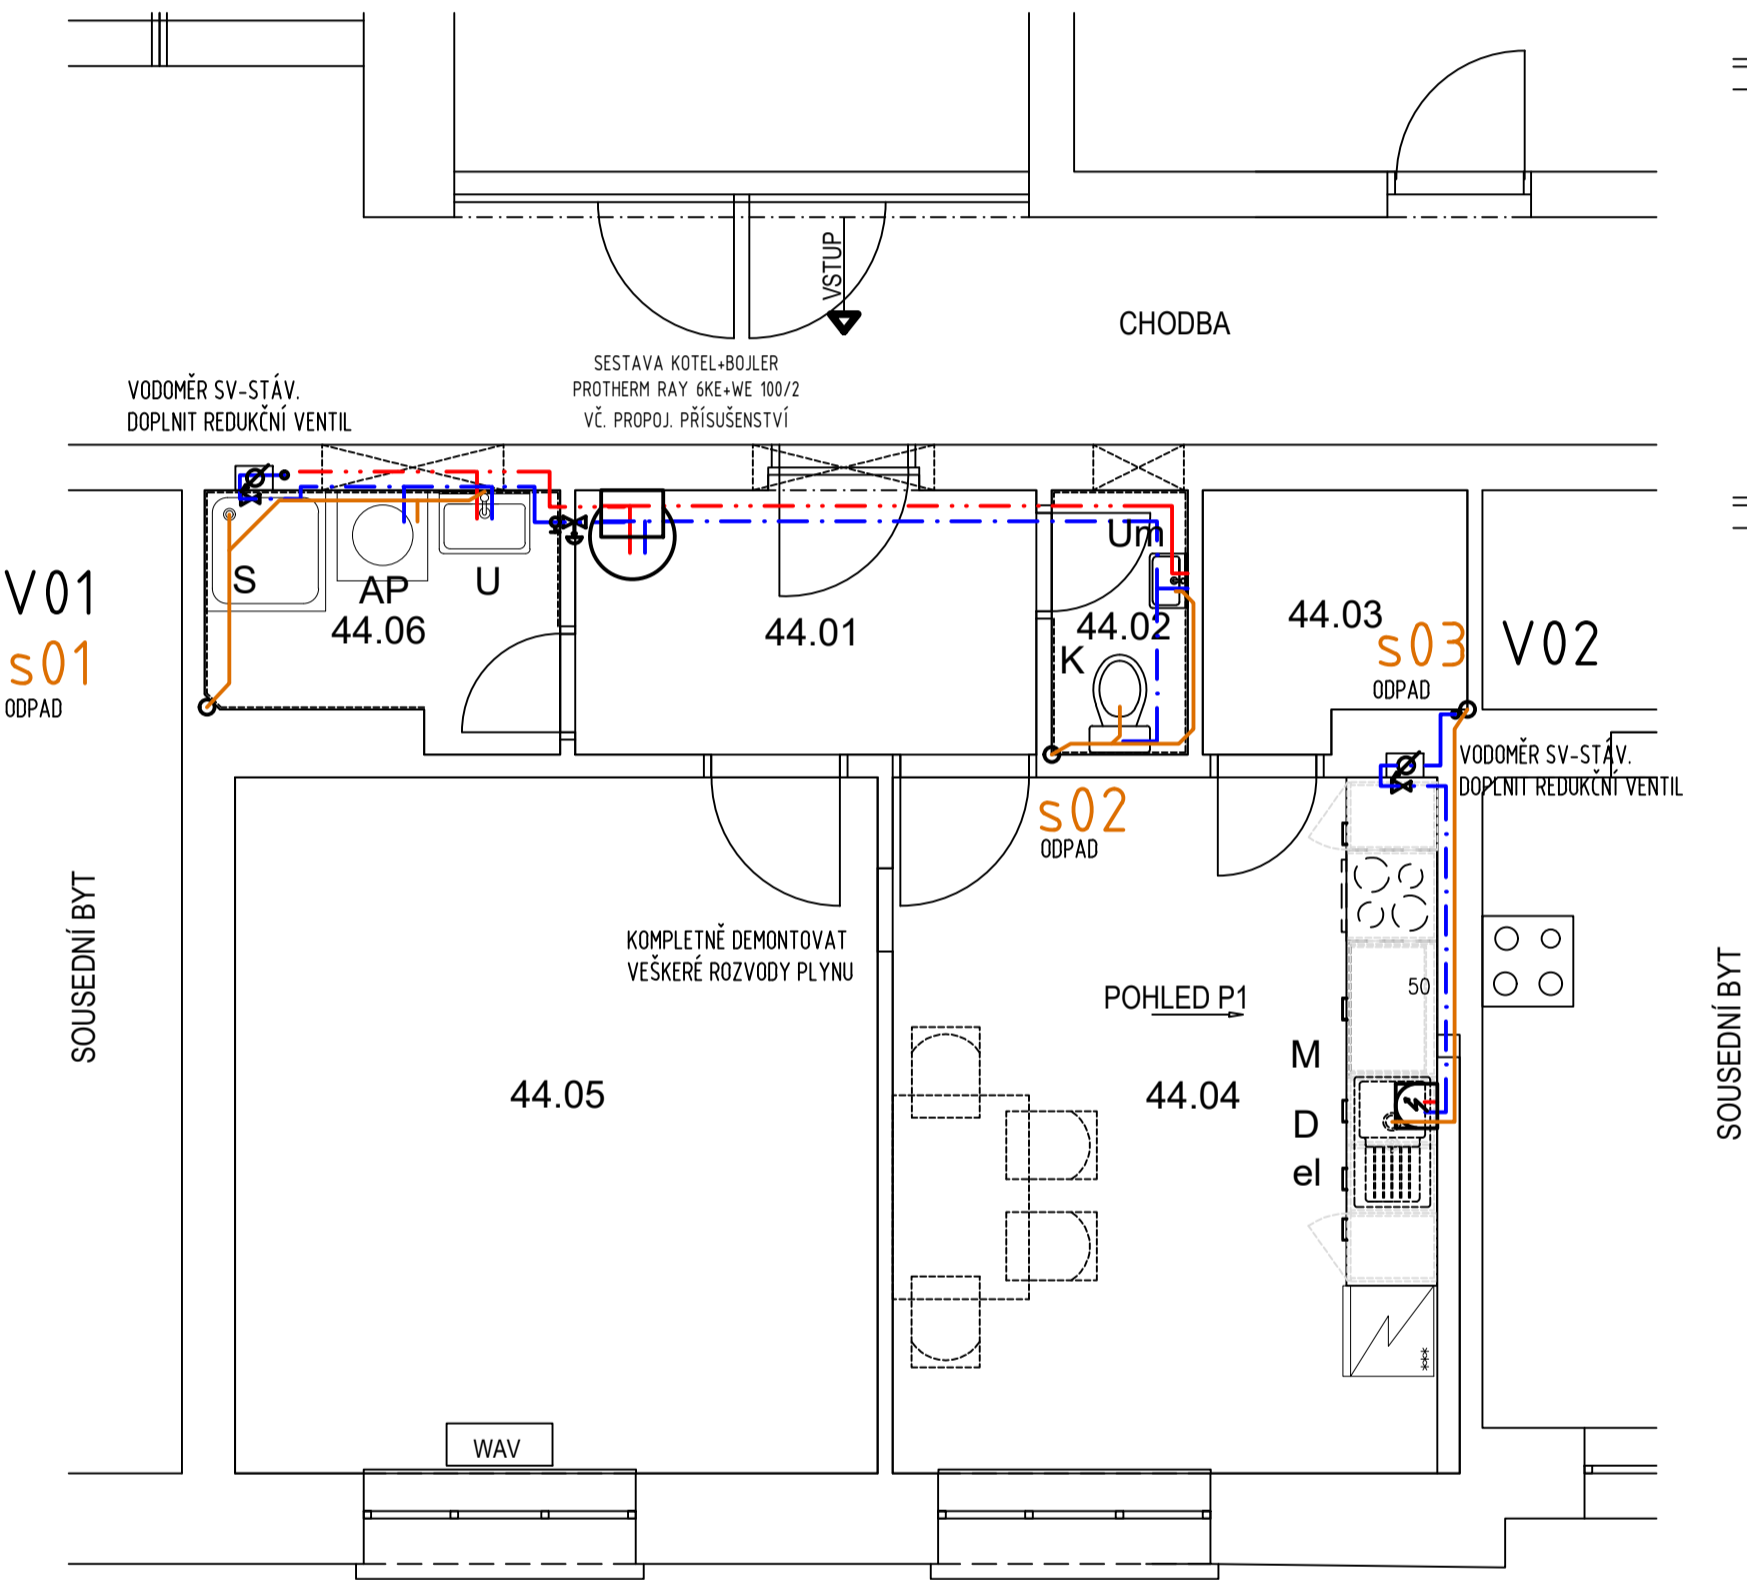 VSTUP
CHODBA
SESTAVA KOTEL+BOJLER
PROTHERM RAY 6KE+WE 100/2
VČ. PROPOJ. PŘÍSUŠENSTVÍ
VODOMĚR SV-STÁV.
DOPLNIT REDUKČNÍ VENTIL
V01
s01
ODPAD
S
AP
U
44.06
44.01
Um
44.02
K
44.03
s03
ODPAD
V02
VODOMĚR SV-STÁV.
DOPLNIT REDUKČNÍ VENTIL
s02
ODPAD
SOUSEDNÍ BYT
KOMPLETNĚ DEMONTOVAT
VEŠKERÉ ROZVODY PLYNU
POHLED P1
50
M
D
el
44.05
44.04
SOUSEDNÍ BYT
WAV